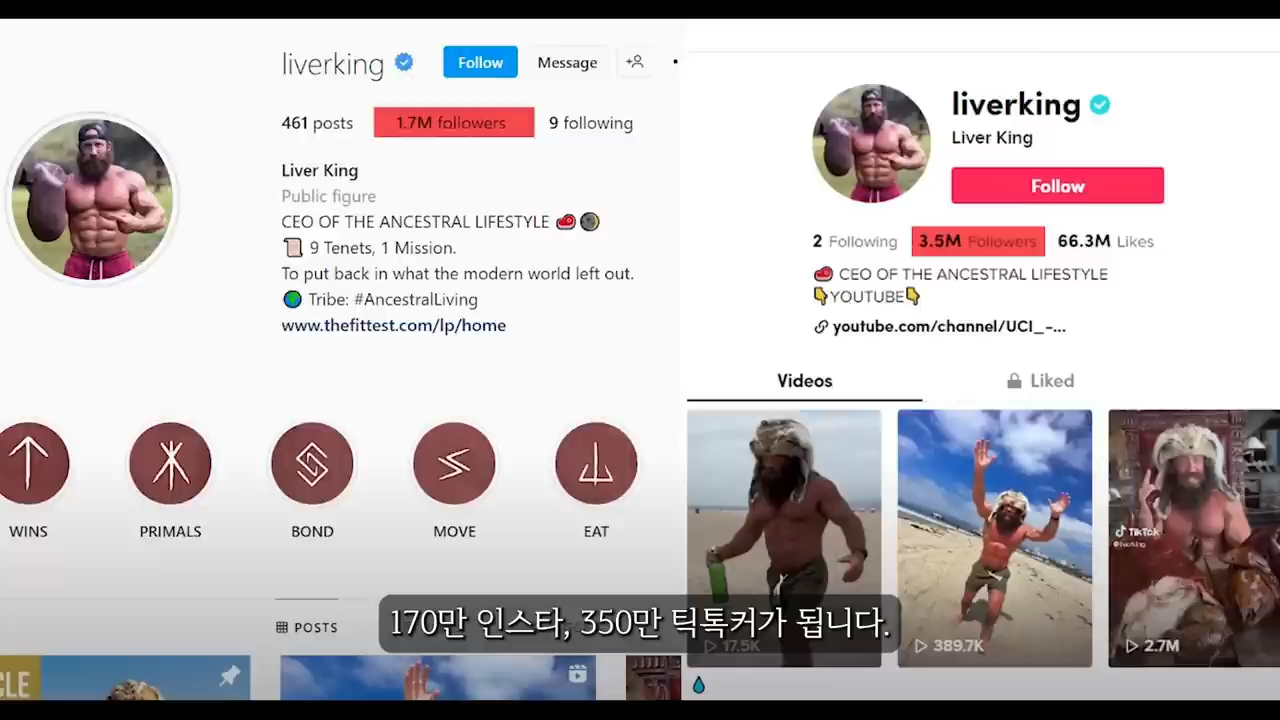 liverking
Follow
Message
461 posts
1.7M followers
9 following
Liver King
Public figure
CEO OF THE ANCESTRAL LIFESTYLE
9 Tenets, 1 Mission.
To put back in what the modern world left out.
Tribe: #AncestralLiving
www.thefittest.com/lp/home
WINS
PRIMALS
BOND
MOVE
EAT
POSTS
CLE
liverking
Liver King
Follow
2 Following
3.5M Followers
66.3M Likes
CEO OF THE ANCESTRAL LIFESTYLE
YOUTUBE
youtube.com/channel/UCI_-...
Videos
Liked
TikTok
@liverking
17.5K
389.7K
2.7M
170만 인스타, 350만 틱톡커가 됩니다.